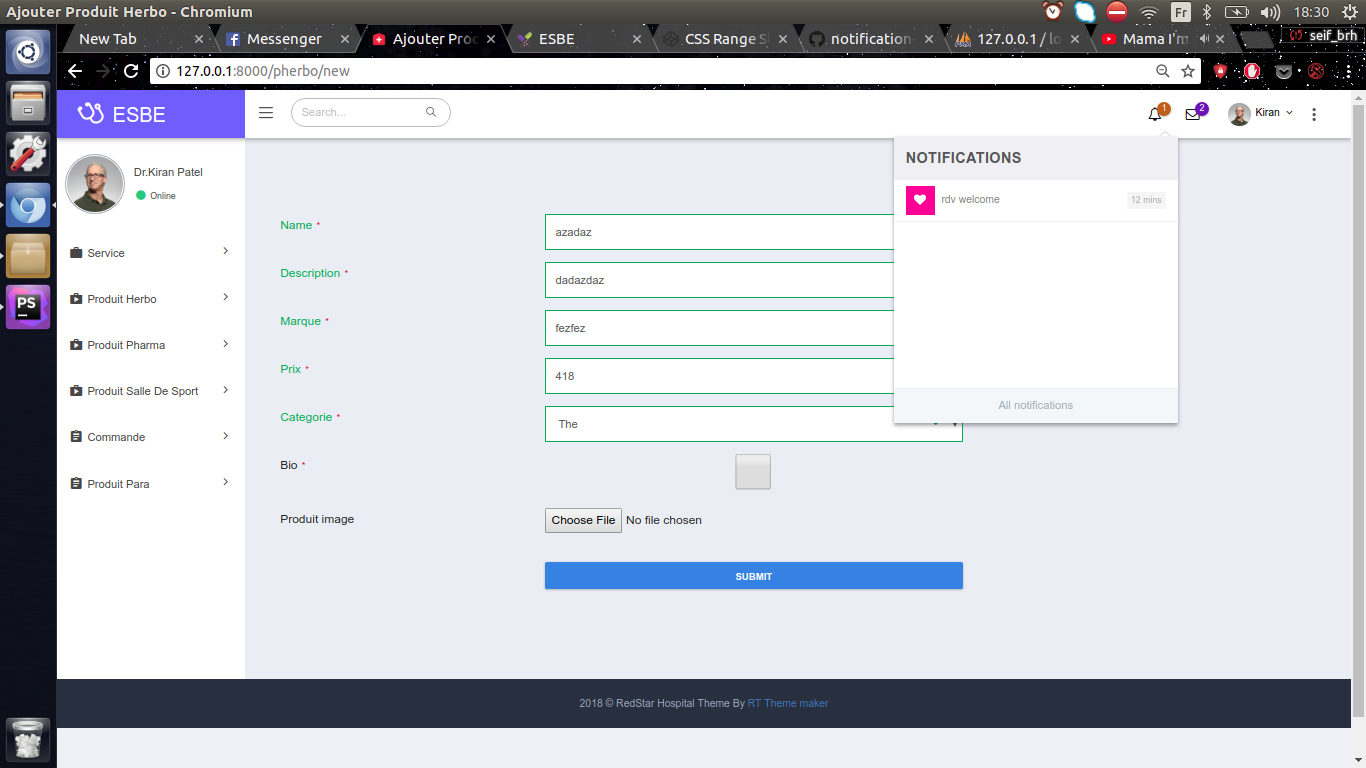 Ajouter Produit Herbo - Chromium
Fr
18:30
New Tab
Messenger
Ajouter Pro
ESBE
CSS Range S
notification-
127.0.0.1 / lo
Mama I'm
seif_brh
127.0.0.1:8000/pherbo/new
ESBE
Search...
1
2
Kiran
Dr.Kiran Patel
Online
Service
Produit Herbo
Produit Pharma
Produit Salle De Sport
Commande
Produit Para
PS
NOTIFICATIONS
rdv welcome
12 mins
All notifications
Name *
azadaz
Description *
dadazdaz
Marque *
fezfez
Prix *
418
Categorie *
The
Bio *
Produit image
Choose File
No file chosen
SUBMIT
2018 © RedStar Hospital Theme By RT Theme maker